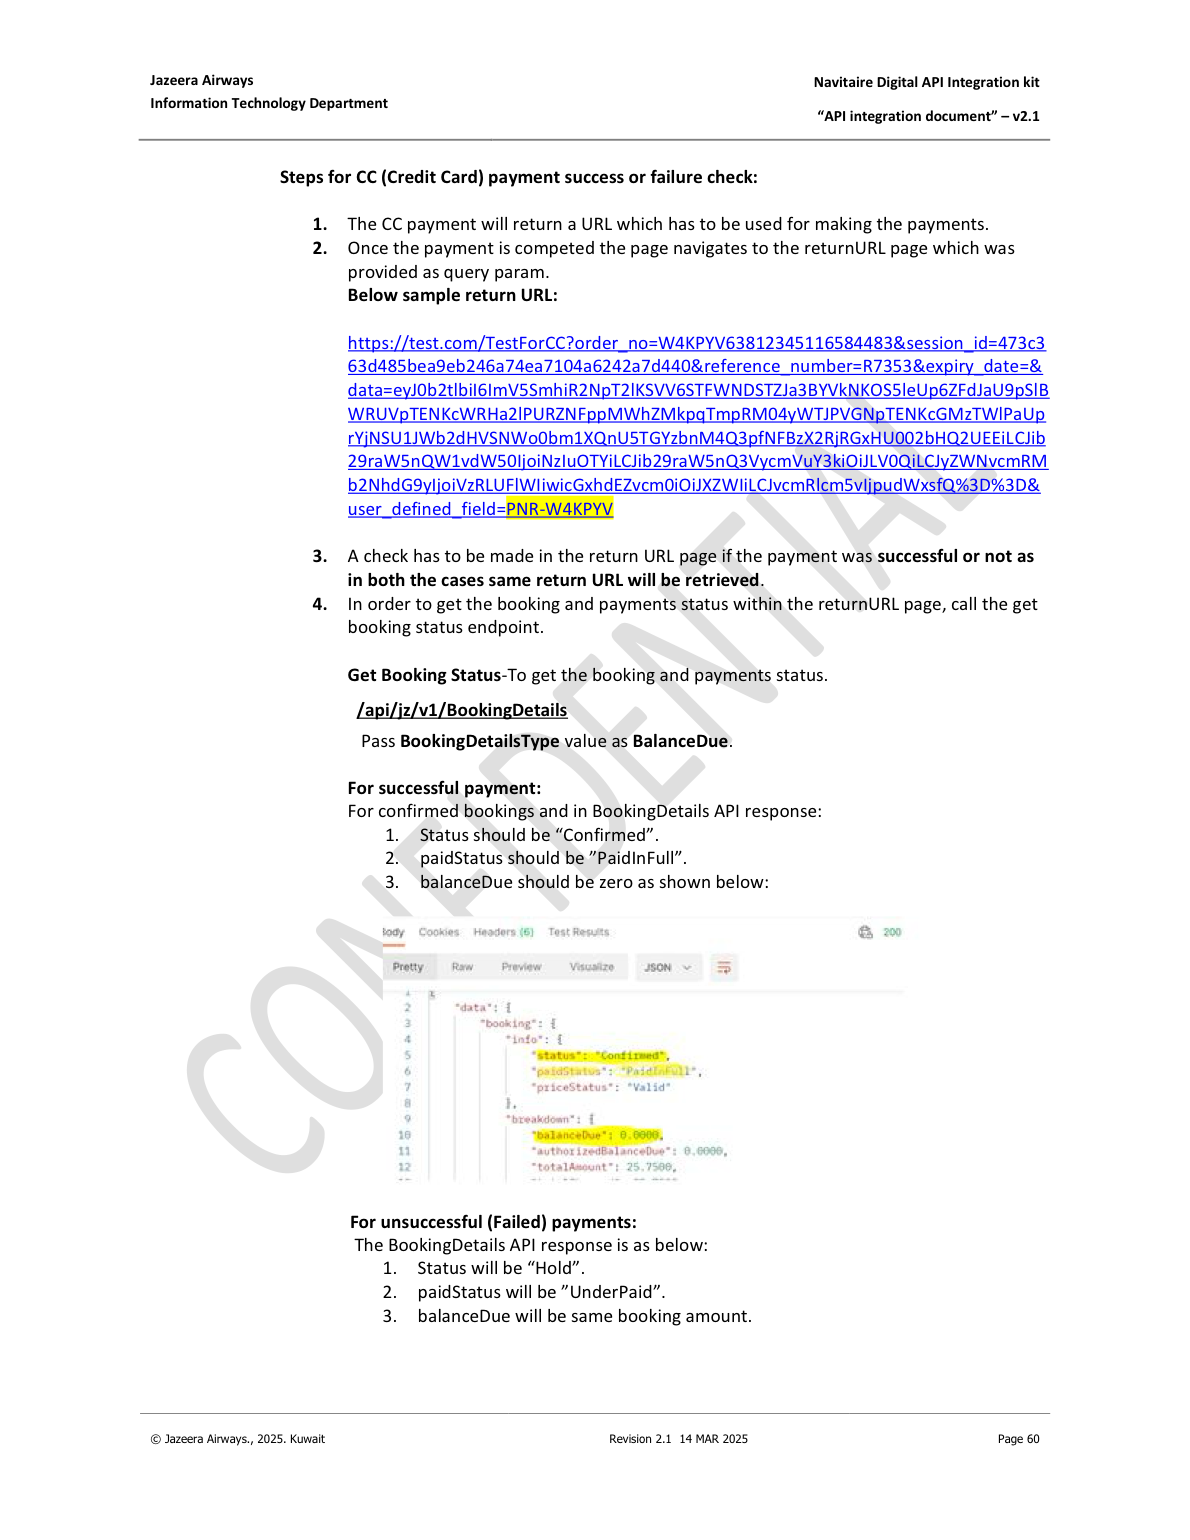 Jazeera Airways
Information Technology Department
Navitaire Digital API Integration kit
“API integration document” – v2.1
Steps for CC (Credit Card) payment success or failure check:
1. The CC payment will return a URL which has to be used for making the payments.
2. Once the payment is competed the page navigates to the returnURL page which was
provided as query param.
Below sample return URL:
https://test.com/TestForCC?order_no=W4KPYV63812345116584483&session_id=473c3
63d485bea9eb246a74ea7104a6242a7d440&reference_number=R7353&expiry_date=&
data=eyJ0b2tlbiI6ImV5SmhiR2NpT2lKSVV6STFWNDSTZJa3BYVkNKOS5leUp6ZFdJaU9pSlB
WRUVpTENKcWRHa2lPURZNFppMWhZMkpqTmpRM04yWTJPVGNpTENKcGMzTWlPaUp
rYjNSU1JWb2dHVSNWo0bm1XQnU5TGYzbnM4Q3pfNFBzX2RjRGxHU002bHQ2UEEiLCJib
29raW5nQW1vdW50IjoiNzIuOTYiLCJib29raW5nQ3VycmVuY3kiOiJLV0QiLCJyZWNvcmRM
b2NhdG9yIjoiVzRLUFlWIiwicGxhdEZvcm0iOiJXZWIiLCJvcmRlcm5vIjpudWxsfQ%3D%3D&
user_defined_field=PNR-W4KPYV
3. A check has to be made in the return URL page if the payment was successful or not as
in both the cases same return URL will be retrieved.
4. In order to get the booking and payments status within the returnURL page, call the get
booking status endpoint.
Get Booking Status-To get the booking and payments status.
/api/jz/v1/BookingDetails
Pass BookingDetailsType value as BalanceDue.
For successful payment:
For confirmed bookings and in BookingDetails API response:
1. Status should be “Confirmed”.
2. paidStatus should be ”PaidInFull”.
3. balanceDue should be zero as shown below:
Body Cookies Headers (6) Test Results 200
Pretty Raw Preview Visualize JSON
1 {
2 "data": {
3 "booking": {
4 "info": {
5 "status": "Confirmed",
6 "paidStatus": "PaidInFull",
7 "priceStatus": "Valid"
8 },
9 "breakdown": {
10 "balanceDue": 0.0000,
11 "authorizedBalanceDue": 0.0000,
12 "totalAmount": 25.7500,
For unsuccessful (Failed) payments:
The BookingDetails API response is as below:
1. Status will be “Hold”.
2. paidStatus will be ”UnderPaid”.
3. balanceDue will be same booking amount.
CONFIDENTIAL
© Jazeera Airways., 2025. Kuwait
Revision 2.1 14 MAR 2025
Page 60